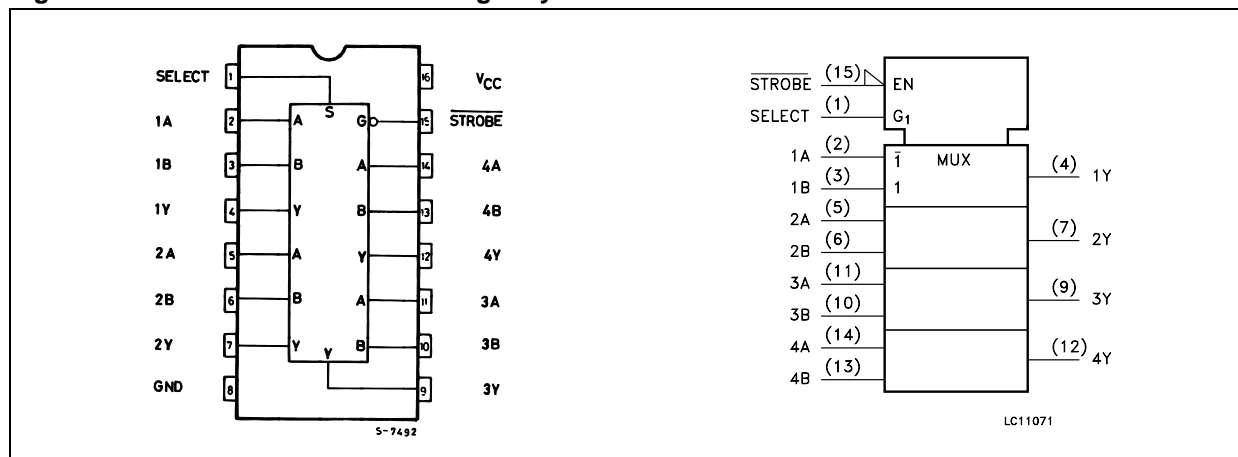 SELECT 1 16 VCC
S
1A 2 A G 15 STROBE
1B 3 B A 14 4A
1Y 4 Y B 13 4B
2A 5 A Y 12 4Y
2B 6 B A 11 3A
2Y 7 Y Y B 10 3B
GND 8 9 3Y
S-7492
STROBE (15) EN
SELECT (1) G1
MUX
1A (2) 1
1B (3) 1
(4) 1Y
2A (5)
2B (6)
(7) 2Y
3A (11)
3B (10)
(9) 3Y
4A (14)
4B (13)
(12) 4Y
LC11071